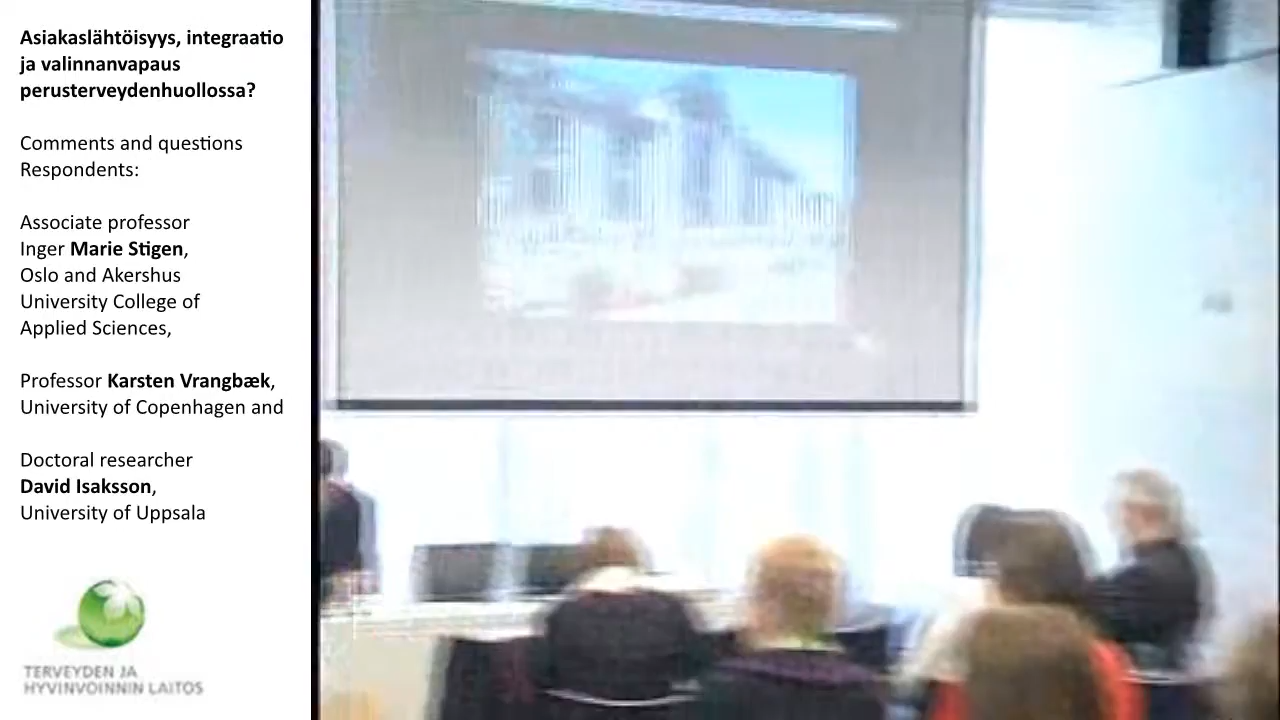 Asiakaslähtöisyys, integraatio
ja valinnanvapaus
perusterveydenhuollossa?
Comments and questions
Respondents:
Associate professor
Inger Marie Stigen,
Oslo and Akershus
University College of
Applied Sciences,
Professor Karsten Vrangbæk,
University of Copenhagen and
Doctoral researcher
David Isaksson,
University of Uppsala
TERVEYDEN JA
HYVINVOINNIN LAITOS